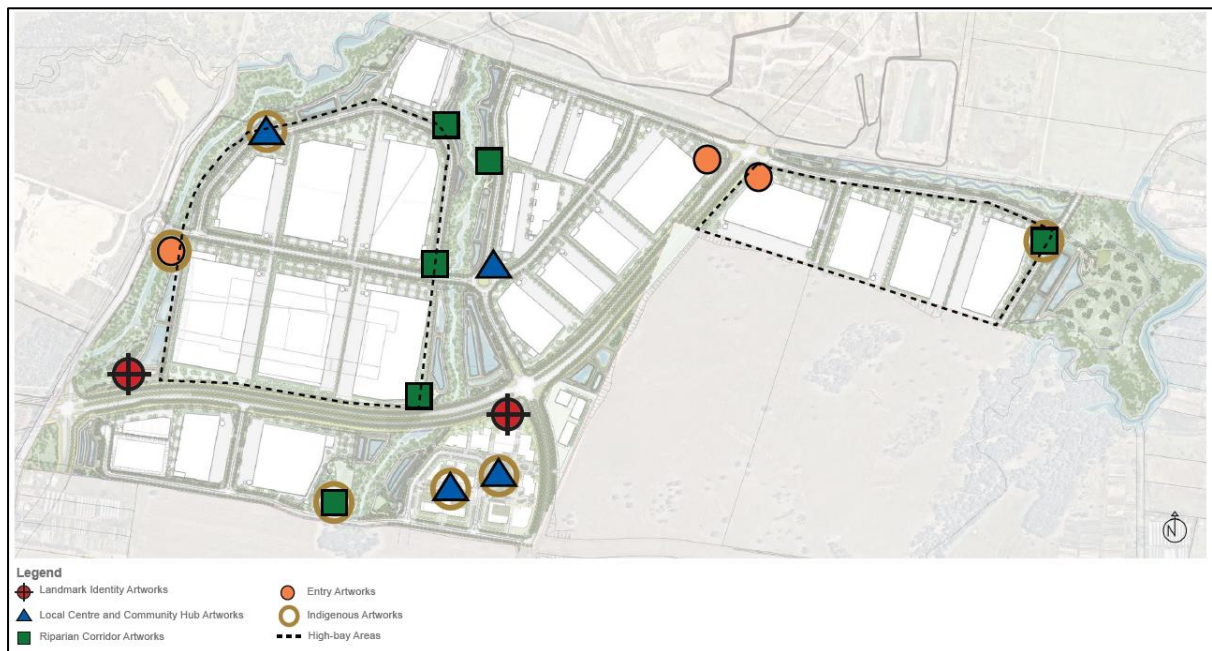 N
Legend
Landmark Identity Artworks
Entry Artworks
Local Centre and Community Hub Artworks
Indigenous Artworks
Riparian Corridor Artworks
High-bay Areas